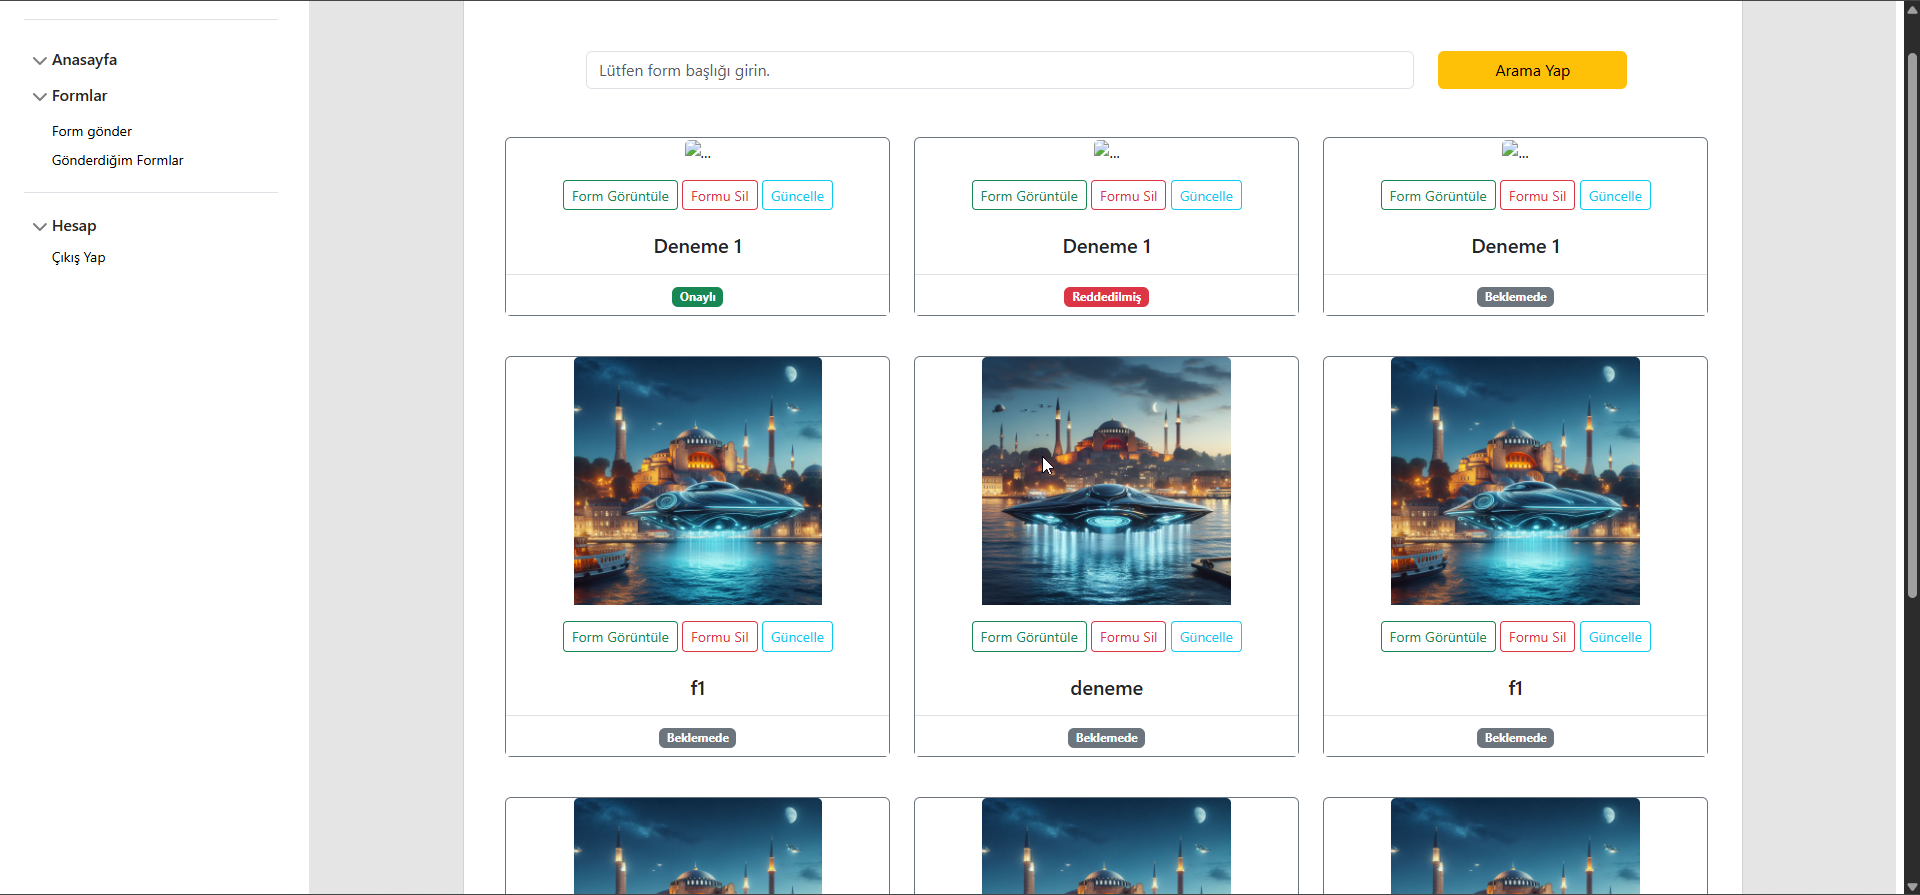 Anasayfa
Formlar
Form gönder
Gönderdiğim Formlar
Hesap
Çıkış Yap
Lütfen form başlığı girin.
Arama Yap
...
Form Görüntüle Formu Sil Güncelle
Deneme 1
Onaylı
...
Form Görüntüle Formu Sil Güncelle
Deneme 1
Reddedilmiş
...
Form Görüntüle Formu Sil Güncelle
Deneme 1
Beklemede
Form Görüntüle Formu Sil Güncelle
f1
Beklemede
Form Görüntüle Formu Sil Güncelle
deneme
Beklemede
Form Görüntüle Formu Sil Güncelle
f1
Beklemede